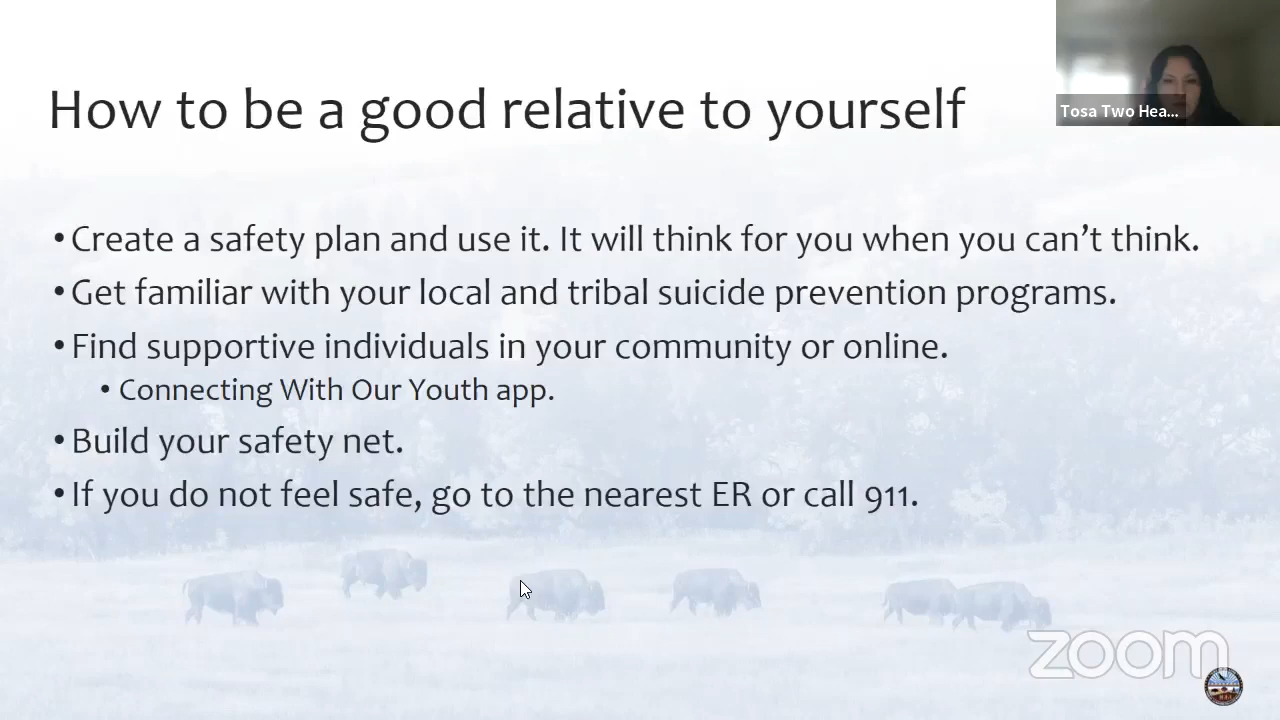 How to be a good relative to yourself
Tosa Two Hea...
•Create a safety plan and use it. It will think for you when you can’t think.
•Get familiar with your local and tribal suicide prevention programs.
•Find supportive individuals in your community or online.
•Connecting With Our Youth app.
•Build your safety net.
•If you do not feel safe, go to the nearest ER or call 911.
zoom